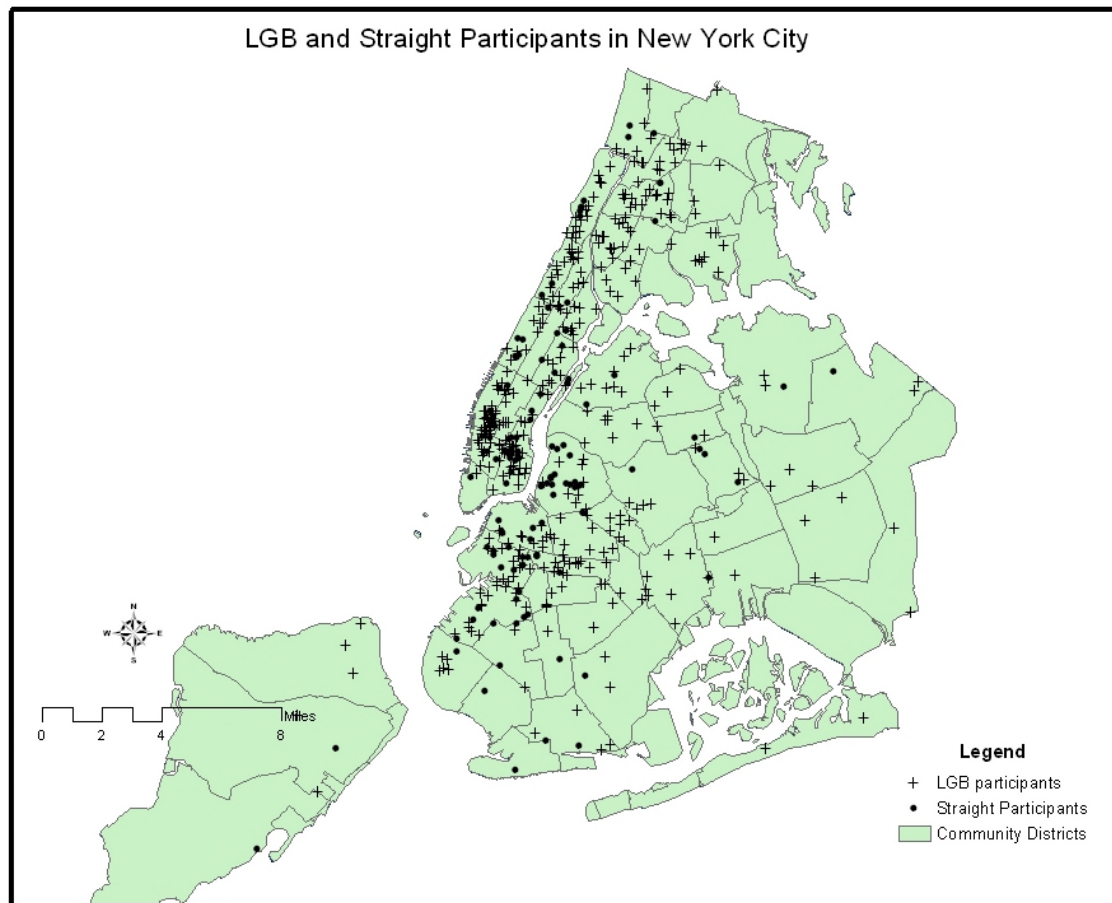 LGB and Straight Participants in New York City
N
W E
S
Miles
0 2 4 8
Legend
LGB participants
Straight Participants
Community Districts